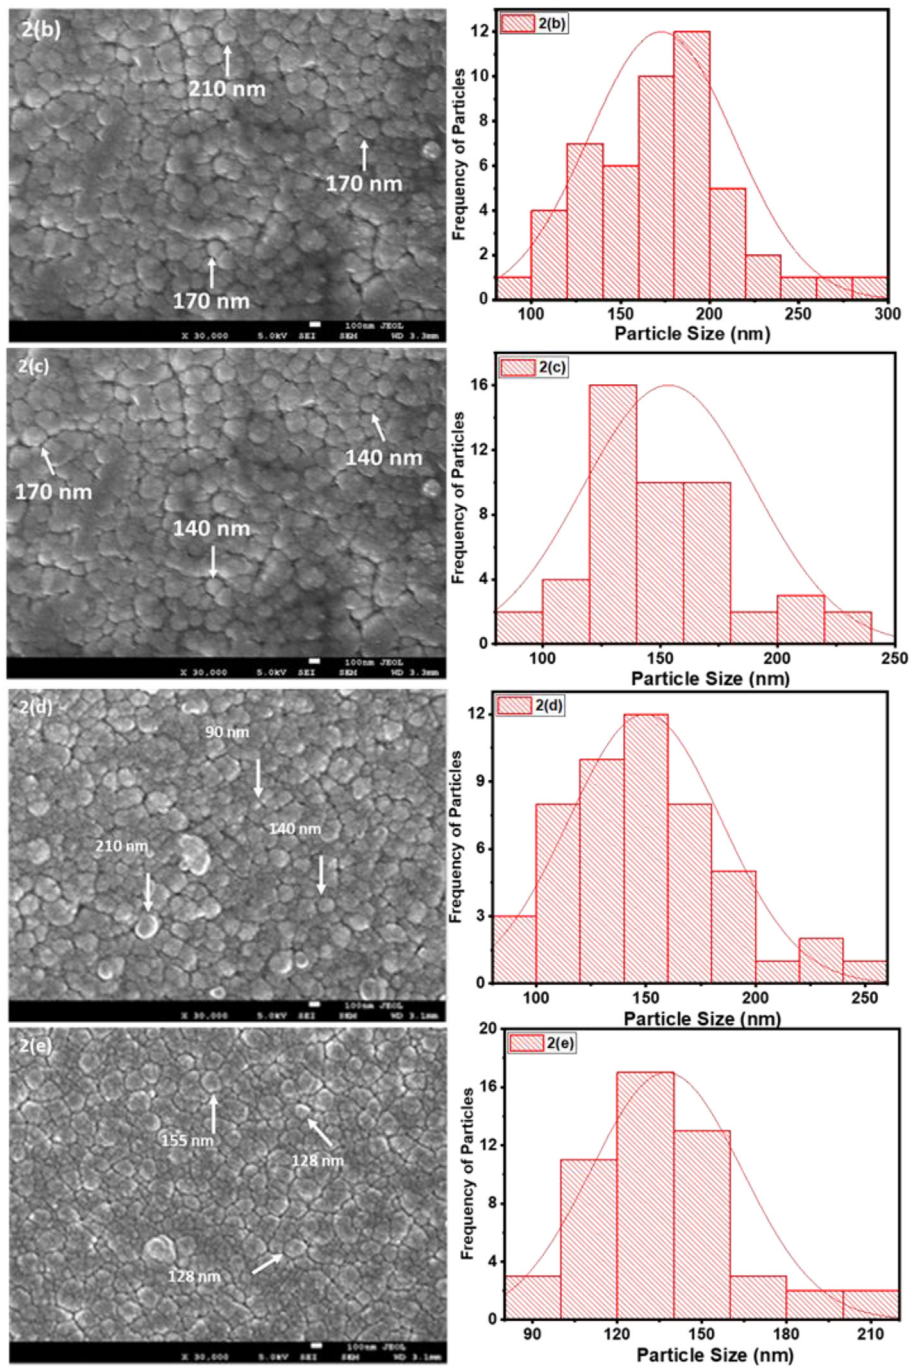 2(b)
210 nm
170 nm
170 nm
100nm JEOL
X 30,000 5.0kV SEI SEM WD 3.3mm
2(b)
12
10
8
6
4
2
0
Frequency of Particles
100 150 200 250 300
Particle Size (nm)
2(c)
140 nm
170 nm
140 nm
100nm JEOL
X 30,000 5.0kV SEI SEM WD 3.3mm
2(c)
16
12
8
4
0
Frequency of Particles
100 150 200 250
Particle Size (nm)
2(d)
90 nm
140 nm
210 nm
100nm JEOL
X 30,000 5.0kV SEI SEM WD 3.1mm
2(d)
12
9
6
3
0
Frequency of Particles
100 150 200 250
Particle Size (nm)
2(e)
155 nm
128 nm
128 nm
100nm JEOL
X 30,000 5.0kV SEI SEM WD 3.1mm
2(e)
20
16
12
8
4
0
Frequency of Particles
90 120 150 180 210
Particle Size (nm)